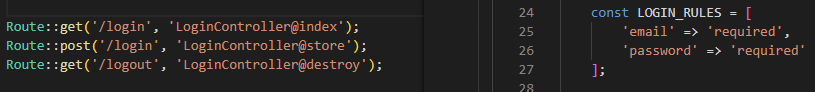 Route::get('/login', 'LoginController@index');
Route::post('/login', 'LoginController@store');
Route::get('/logout', 'LoginController@destroy');
24 const LOGIN_RULES = [
25 'email' => 'required',
26 'password' => 'required'
27 ];
28